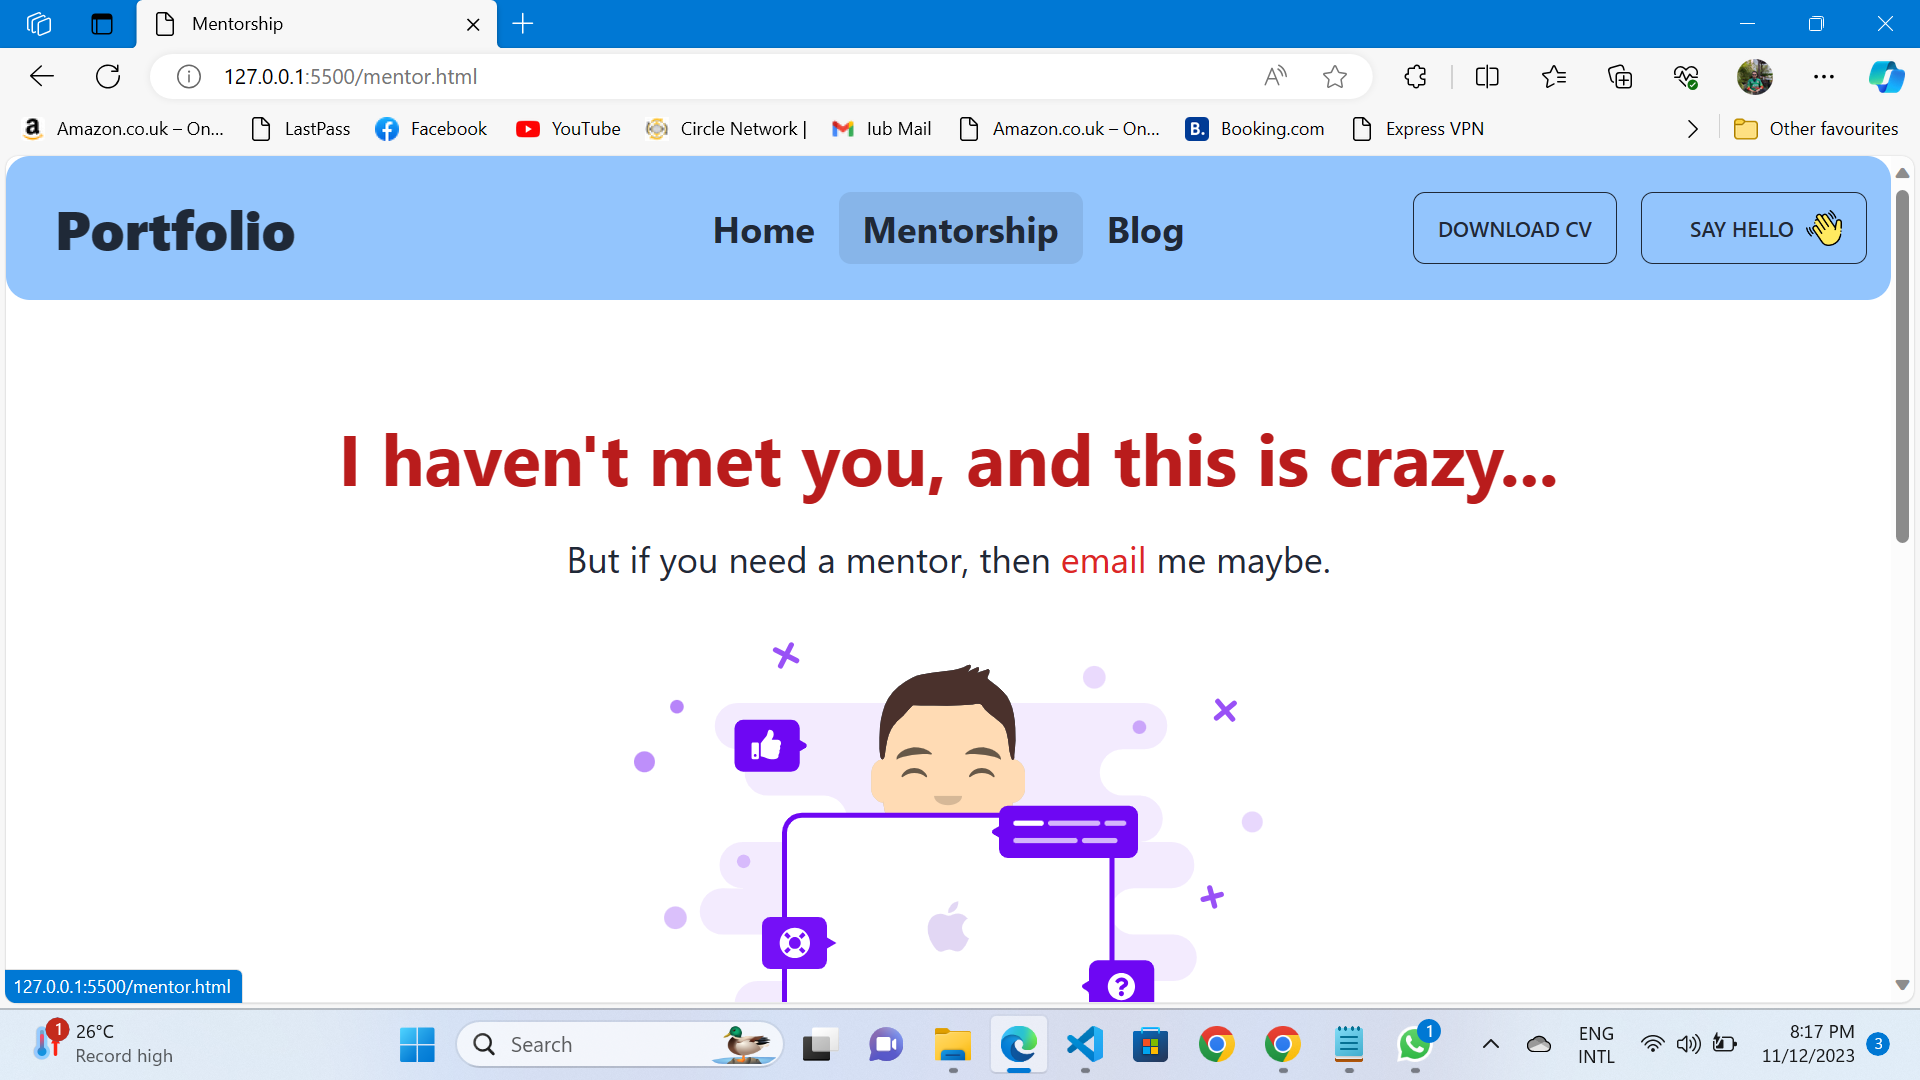 Mentorship
127.0.0.1:5500/mentor.html
Amazon.co.uk – On...
LastPass
Facebook
YouTube
Circle Network |
Iub Mail
Amazon.co.uk – On...
B. Booking.com
Express VPN
Other favourites
Portfolio
Home
Mentorship
Blog
DOWNLOAD CV
SAY HELLO
I haven't met you, and this is crazy...
But if you need a mentor, then email me maybe.
?
127.0.0.1:5500/mentor.html
1
26°C
Record high
Search
1
ENG
INTL
8:17 PM
11/12/2023
3